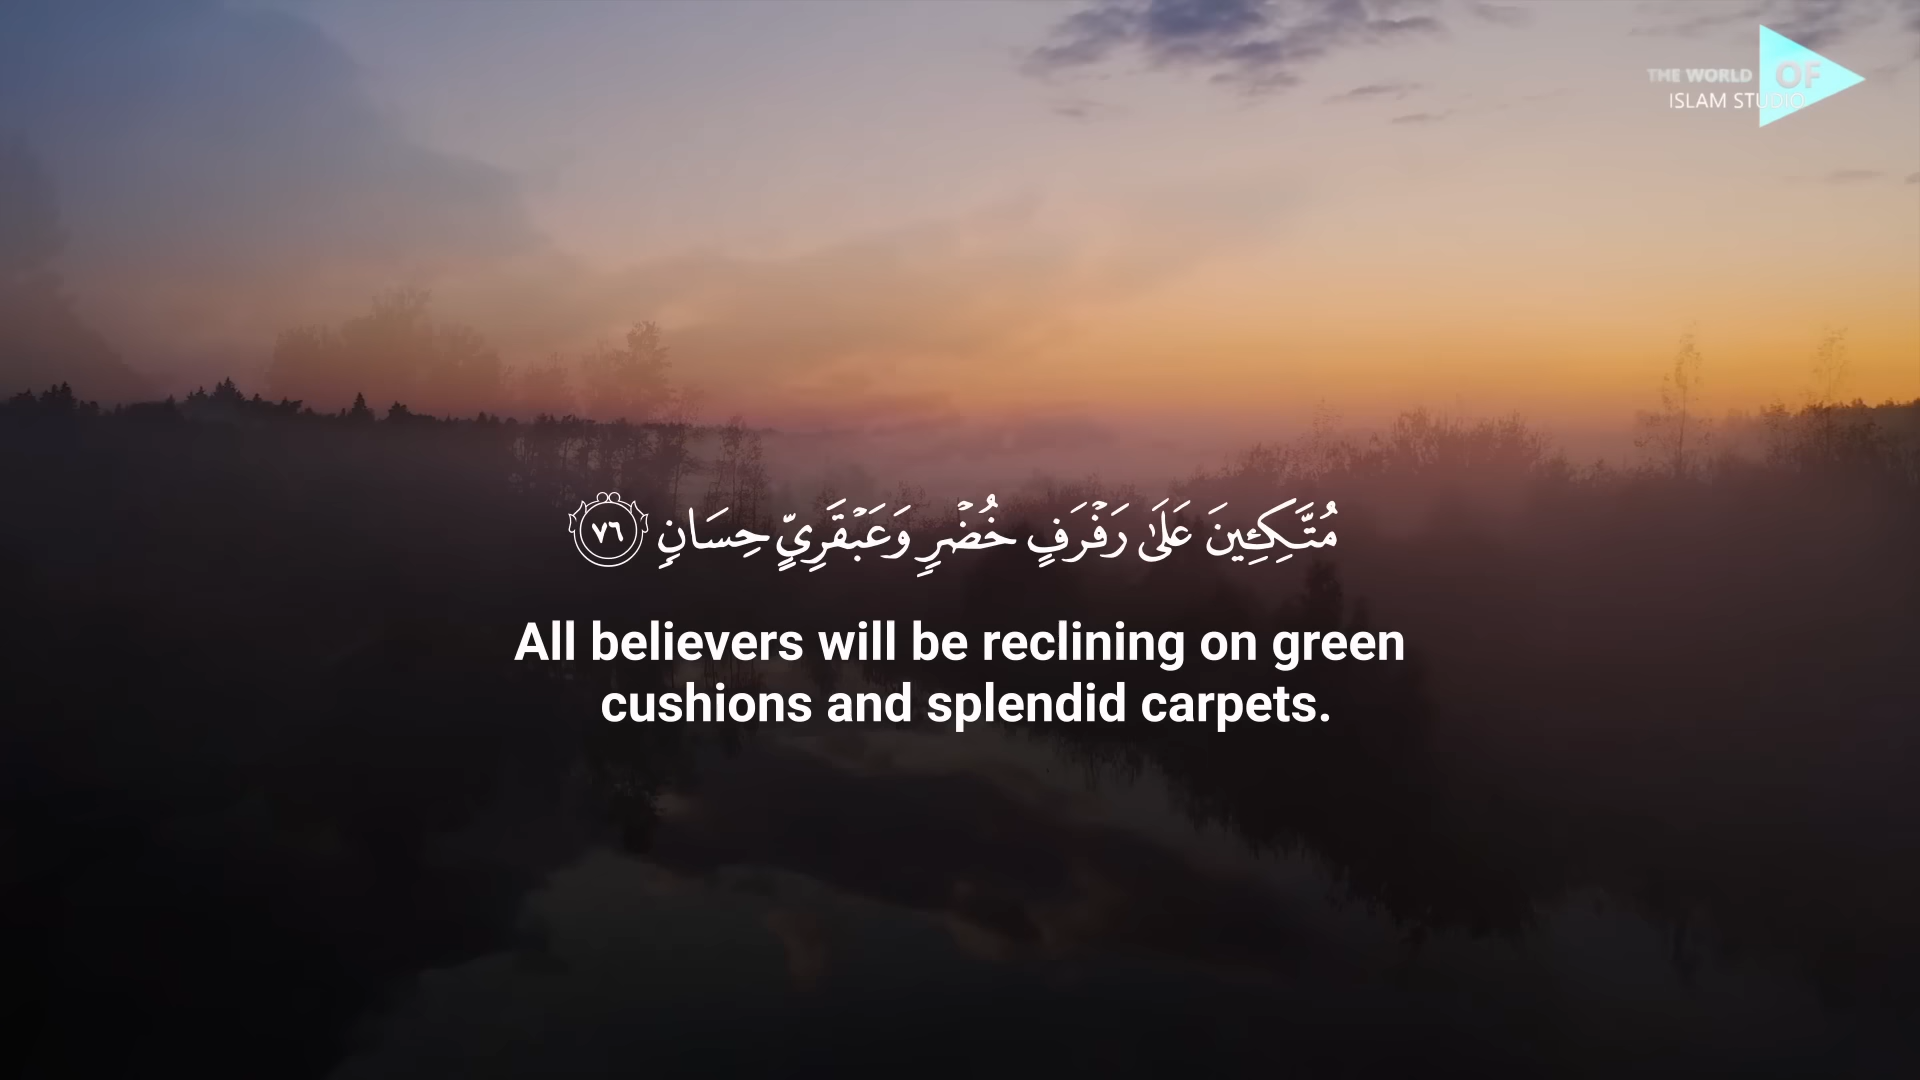 THE WORLD OF
ISLAM STUDIO
مُتَّكِـِٔينَ عَلَىٰ رَفْرَفٍ خُضْرٍ وَعَبْقَرِىٍّ حِسَانٍ ٧٦
All believers will be reclining on green
cushions and splendid carpets.